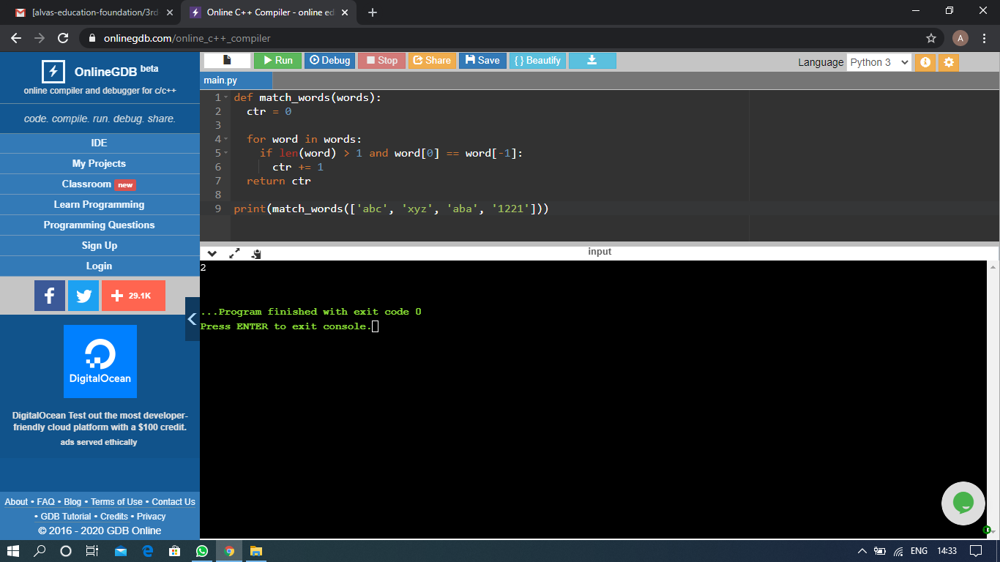 [alvas-education-foundation/3rd
Online C++ Compiler - online ed
onlinegdb.com/online_c++_compiler
A
OnlineGDB beta
online compiler and debugger for c/c++
code. compile. run. debug. share.
IDE
My Projects
Classroom new
Learn Programming
Programming Questions
Sign Up
Login
f
29.1K
DigitalOcean
DigitalOcean Test out the most developer-
friendly cloud platform with a $100 credit.
ads served ethically
About • FAQ • Blog • Terms of Use • Contact Us
• GDB Tutorial • Credits • Privacy
© 2016 - 2020 GDB Online
Run Debug Stop Share Save { } Beautify
Language Python 3
main.py
1 def match_words(words):
2 ctr = 0
3
4 for word in words:
5 if len(word) > 1 and word[0] == word[-1]:
6 ctr += 1
7 return ctr
8
9 print(match_words(['abc', 'xyz', 'aba', '1221']))
input
2
...Program finished with exit code 0
Press ENTER to exit console.
ENG 14:33